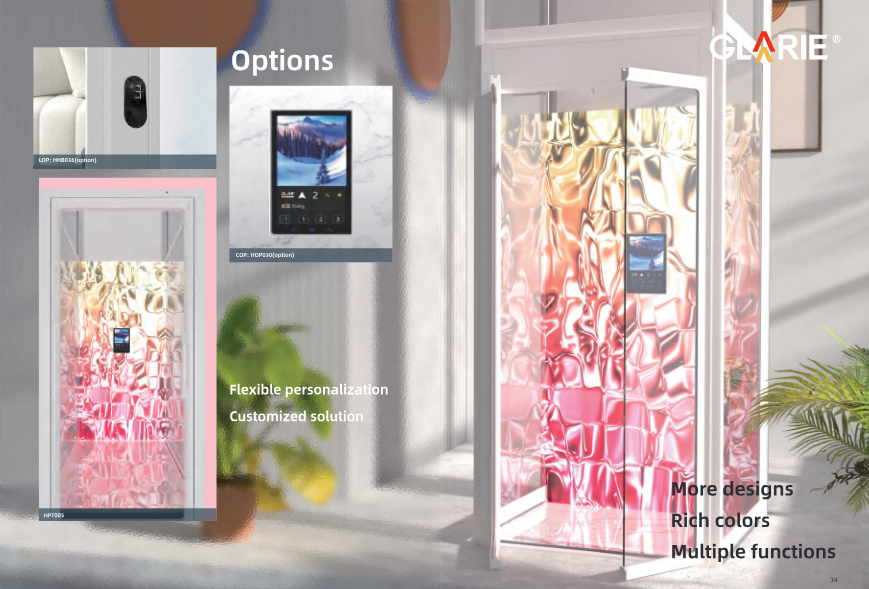 Options
GLARIE®
LOP: HHB036(option)
COP: HOP030(option)
2
HPT005
Flexible personalization
Customized solution
More designs
Rich colors
Multiple functions
34